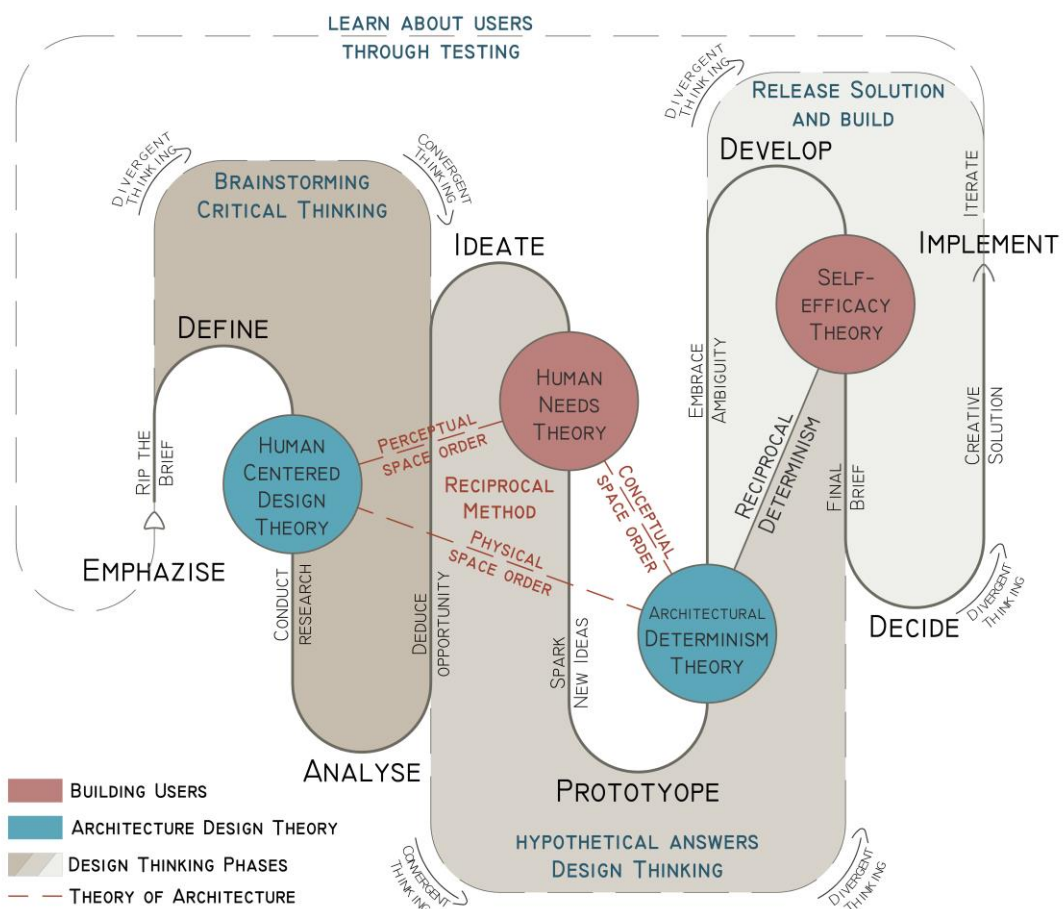 LEARN ABOUT USERS
THROUGH TESTING
DIVERGENT
THINKING
RELEASE SOLUTION
AND BUILD
DIVERGENT
THINKING
CONVERGENT
THINKING
BRAINSTORMING
CRITICAL THINKING
DEVELOP
ITERATE
IDEATE
IMPLEMENT
DEFINE
SELF-
EFFICACY
THEORY
EMBRACE
AMBIGUITY
HUMAN
NEEDS
THEORY
RIP THE
BRIEF
PERCEPTUAL
SPACE ORDER
CREATIVE
SOLUTION
HUMAN
CENTERED
DESIGN
THEORY
RECIPROCAL
METHOD
CONCEPTUAL
SPACE ORDER
RECIPROCAL
DETERMINISM
FINAL
BRIEF
PHYSICAL
SPACE ORDER
EMPHAZISE
CONDUCT
RESEARCH
DEDUCE
OPPORTUNITY
SPARK
NEW IDEAS
ARCHITECTURAL
DETERMINISM
THEORY
DECIDE
DIVERGENT
THINKING
ANALYSE
PROTOTYOPE
BUILDING USERS
ARCHITECTURE DESIGN THEORY
DESIGN THINKING PHASES
THEORY OF ARCHITECTURE
HYPOTHETICAL ANSWERS
DESIGN THINKING
CONVERGENT
THINKING
DIVERGENT
THINKING